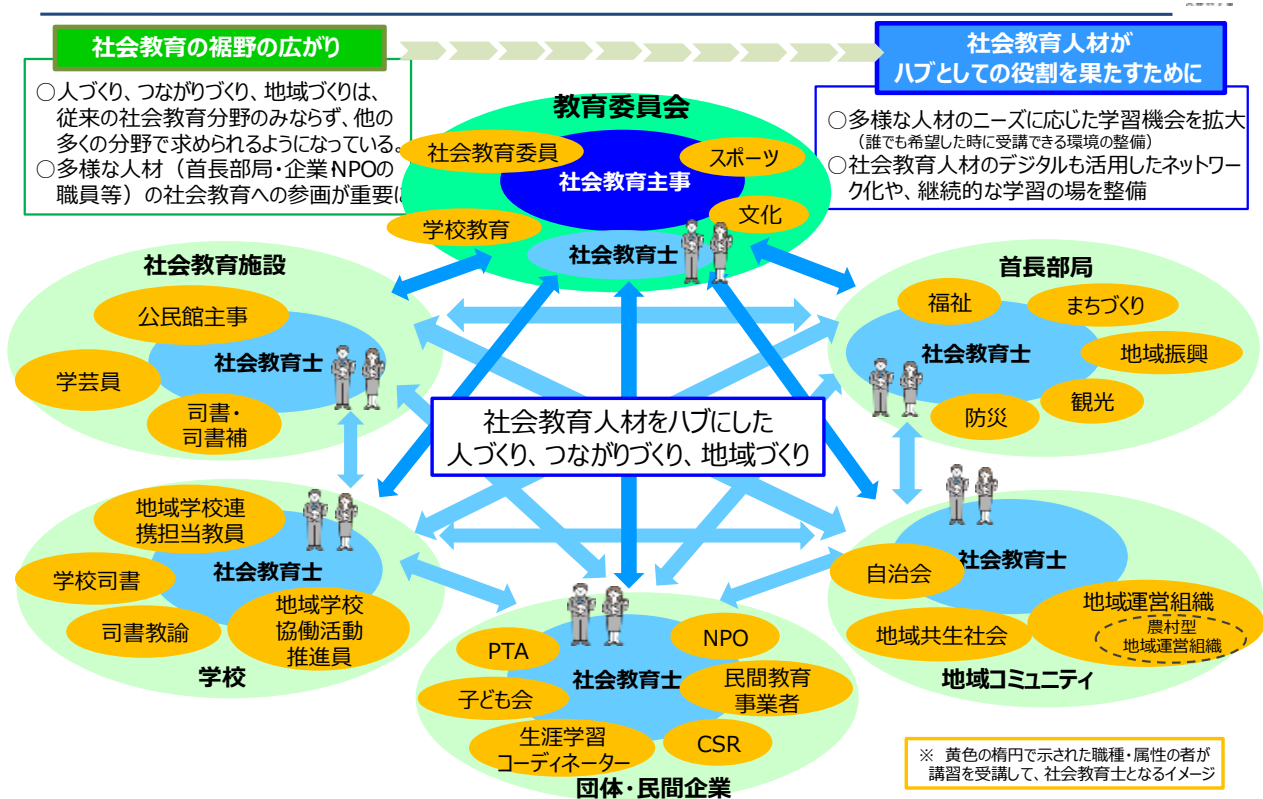 社会教育の裾野の広がり
社会教育人材が
ハブとしての役割を果たすために
○人づくり、つながりづくり、地域づくりは、
従来の社会教育分野のみならず、他の
多くの分野で求められるようになっている。
○多様な人材（首長部局・企業・NPOの
職員等）の社会教育への参画が重要に
○多様な人材のニーズに応じた学習機会を拡大
（誰でも希望した時に受講できる環境の整備）
○社会教育人材のデジタルも活用したネットワー
ク化や、継続的な学習の場を整備
教育委員会
社会教育委員
スポーツ
社会教育主事
学校教育
文化
社会教育士
社会教育施設
公民館主事
社会教育士
学芸員
司書・
司書補
首長部局
福祉
まちづくり
社会教育士
地域振興
防災
観光
社会教育人材をハブにした
人づくり、つながりづくり、地域づくり
地域学校連
携担当教員
学校司書
社会教育士
司書教諭
地域学校
協働活動
推進員
学校
PTA
NPO
社会教育士
子ども会
民間教育
事業者
生涯学習
コーディネーター
CSR
団体・民間企業
社会教育士
自治会
地域運営組織
農村型
地域運営組織
地域共生社会
地域コミュニティ
※ 黄色の楕円で示された職種・属性の者が
講習を受講して、社会教育士となるイメージ